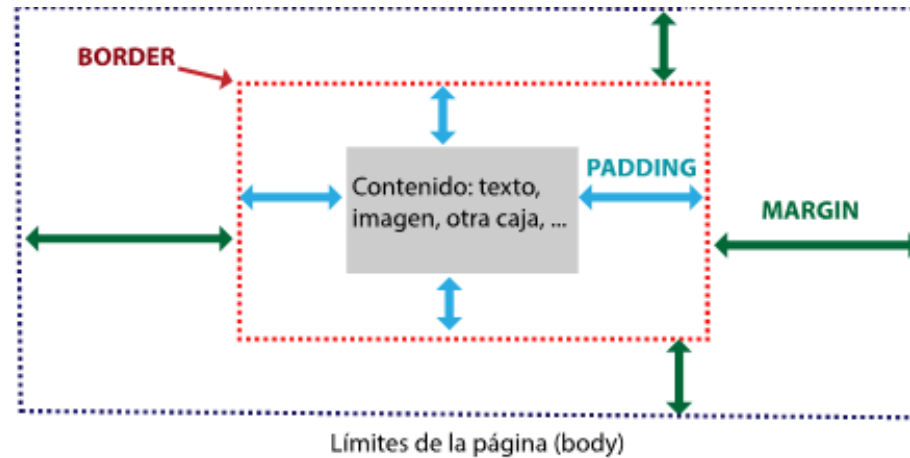 BORDER
Contenido: texto,
imagen, otra caja, ...
PADDING
MARGIN
Límites de la página (body)